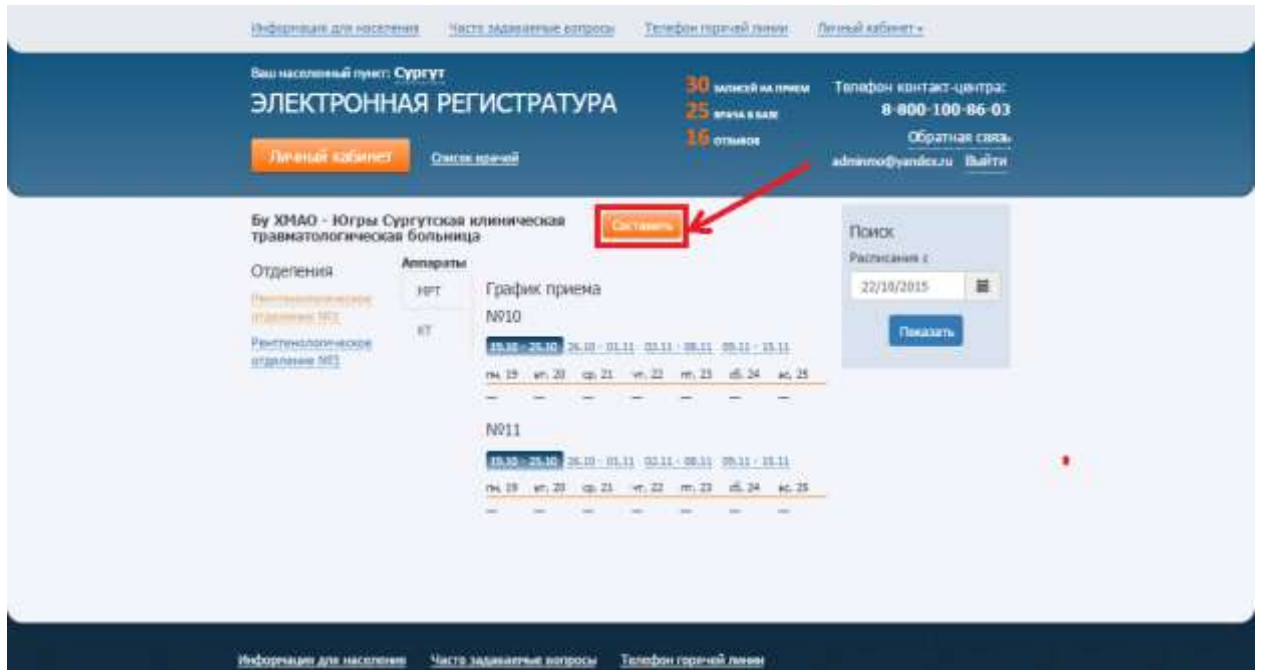 Информация для населения Часто задаваемые вопросы Телефон горячей линии Личный кабинет
Ваш населенный пункт: Сургут
ЭЛЕКТРОННАЯ РЕГИСТРАТУРА
Личный кабинет Список врачей
30 записей на прием
25 врача в базе
16 отзывов
Телефон контакт-центра:
8-800-100-86-03
Обратная связь
adminmo@yandex.ru Выйти
Бу ХМАО - Югры Сургутская клиническая
травматологическая больница
Составить
Отделения
Рентгенологическое
отделение
Рентгенологическое
отделение №1
Аппараты
МРТ
КТ
График приема
№10
19.10 - 25.10 26.10 - 01.11 02.11 - 08.11 09.11 - 15.11
пн, 19 вт, 20 ср, 21 чт, 22 пт, 23 сб, 24 вс, 25
— — — — — — —
№11
19.10 - 25.10 26.10 - 01.11 02.11 - 08.11 09.11 - 15.11
пн, 19 вт, 20 ср, 21 чт, 22 пт, 23 сб, 24 вс, 25
— — — — — — —
Поиск
Расписания с
22/10/2015
Показать
Информация для населения Часто задаваемые вопросы Телефон горячей линии